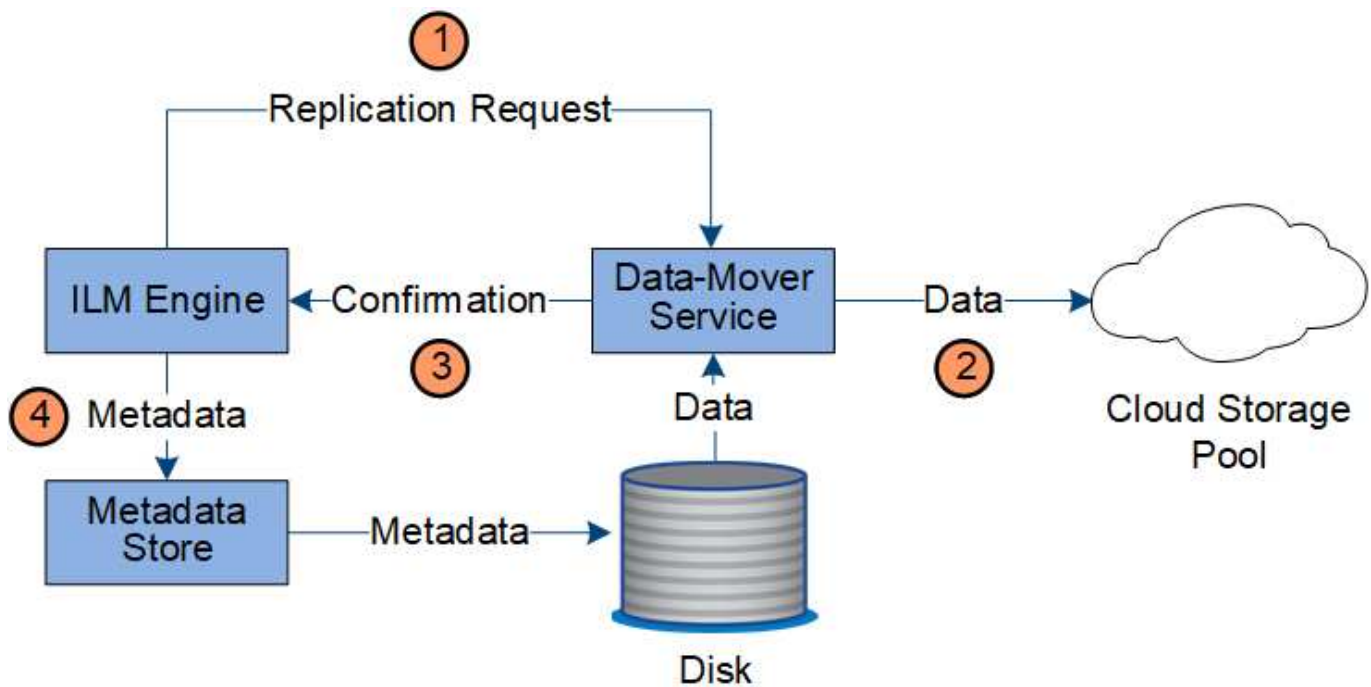 1
Replication Request
ILM Engine
Confirmation
Data-Mover
Service
Data
3
2
4
Metadata
Data
Cloud Storage
Pool
Metadata
Store
Metadata
Disk